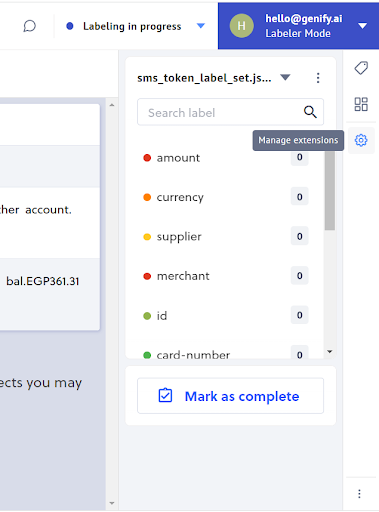 Labeling in progress
H
hello@genify.ai
Labeler Mode
sms_token_label_set.js...
Search label
Manage extensions
amount 0
currency 0
supplier 0
merchant 0
id 0
card-number 0
Mark as complete
ther account.
bal.EGP361.31
ects you may